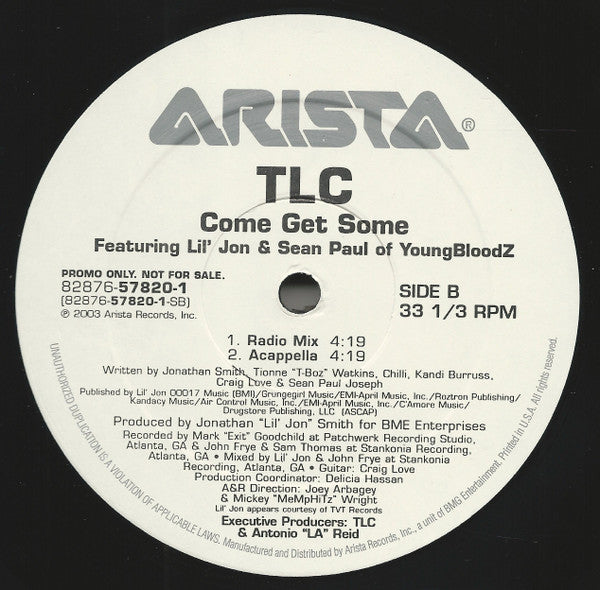 ARISTA®
TLC
Come Get Some
Featuring Lil' Jon & Sean Paul of YoungBloodZ
PROMO ONLY. NOT FOR SALE.
82876-57820-1
[82876-57820-1-SB]
℗ 2003 Arista Records, Inc.
SIDE B
33 1/3 RPM
1. Radio Mix 4:19
2. Acappella 4:19
Written by Jonathan Smith, Tionne "T-Boz" Watkins, Chilli, Kandi Burruss,
Craig Love & Sean Paul Joseph
Published by Lil' Jon 00017 Music (BMI)/Grungegirl Music/EMI-April Music, Inc./Roztron Publishing/
Kandacy Music/Air Control Music, Inc./EMI-April Music, Inc./C'Amore Music/
Drugstore Publishing, LLC (ASCAP)
Produced by Jonathan "Lil' Jon" Smith for BME Enterprises
Recorded by Mark "Exit" Goodchild at Patchwerk Recording Studio,
Atlanta, GA & John Frye & Sam Thomas at Stankonia Recording,
Atlanta, GA • Mixed by Lil' Jon & John Frye at Stankonia
Recording, Atlanta, GA • Guitar: Craig Love
Production Coordinator: Delicia Hassan
A&R Direction: Joey Arbagey
& Mickey "MeMpHiTz" Wright
Lil' Jon appears courtesy of TVT Records
Executive Producers: TLC
& Antonio "LA" Reid
UNAUTHORIZED DUPLICATION IS A VIOLATION OF APPLICABLE LAWS. Manufactured and Distributed by Arista Records, Inc., a unit of BMG Entertainment. Printed in U.S.A. All rights reserved.